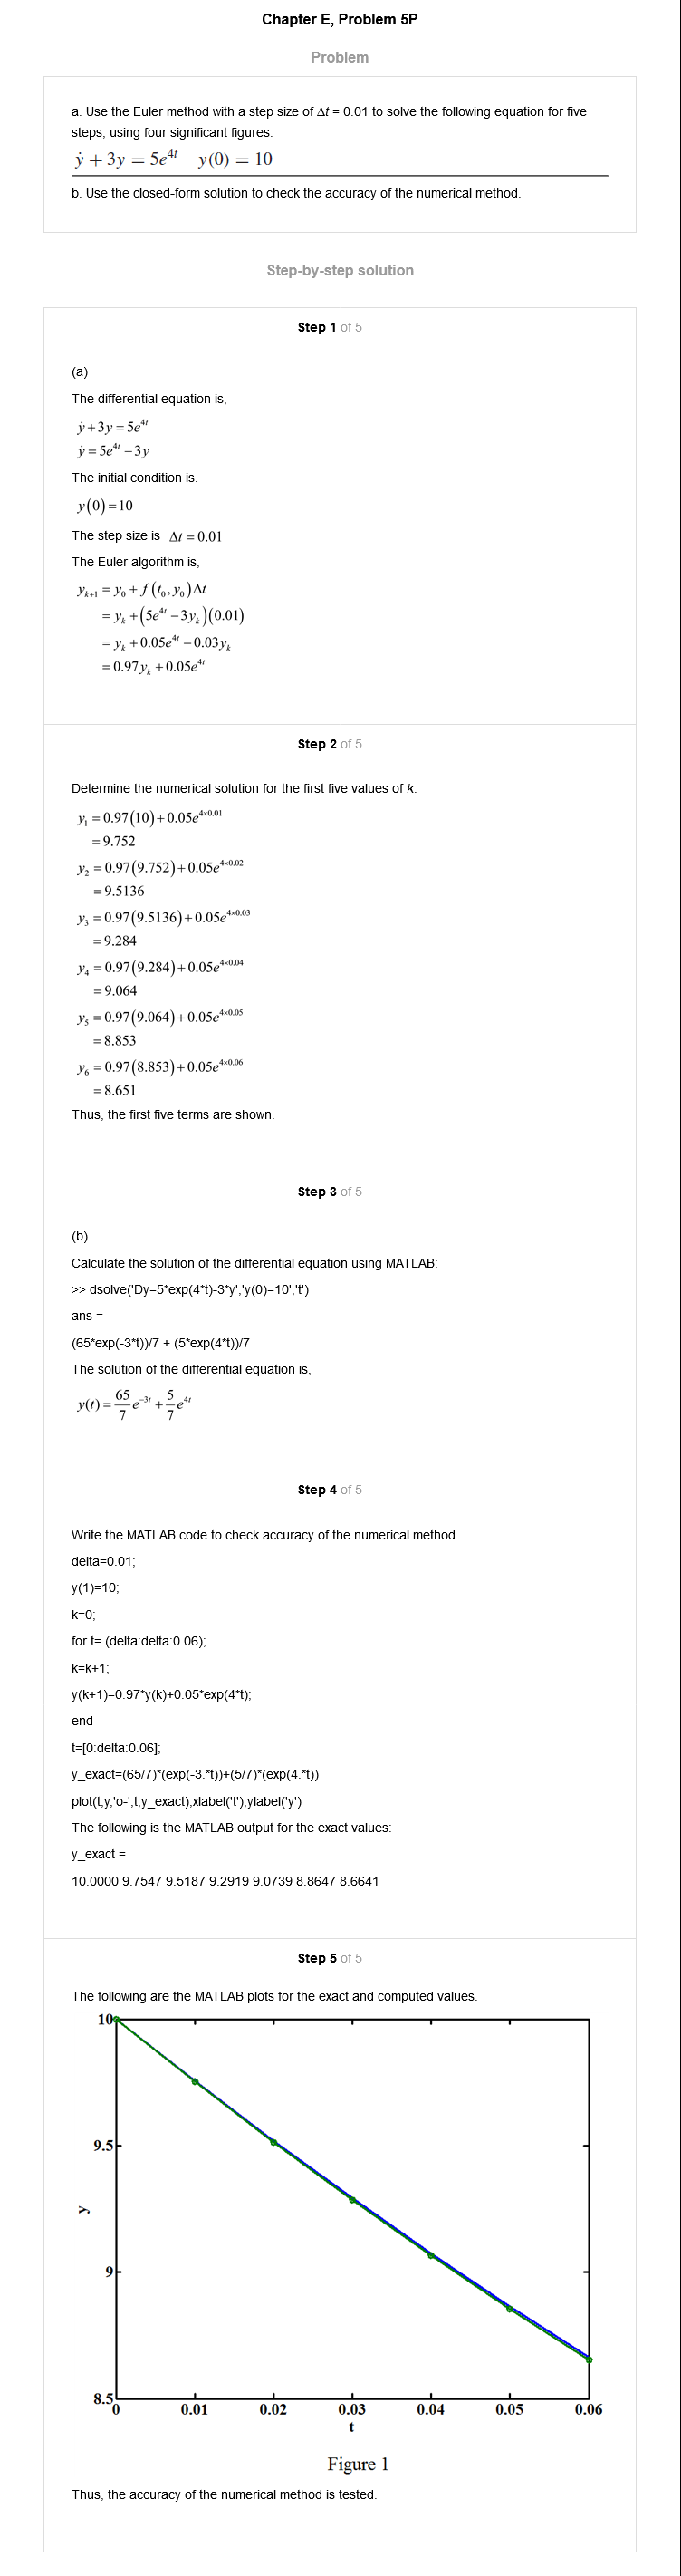 Chapter E, Problem 5P
Problem
a. Use the Euler method with a step size of Δt = 0.01 to solve the following equation for five
steps, using four significant figures.
ẏ + 3y = 5e^{4t}   y(0) = 10
b. Use the closed-form solution to check the accuracy of the numerical method.
Step-by-step solution
Step 1 of 5
(a)
The differential equation is,
ẏ + 3y = 5e^{4t}
ẏ = 5e^{4t} − 3y
The initial condition is.
y(0) = 10
The step size is Δt = 0.01
The Euler algorithm is,
y_{k+1} = y_0 + f(t_0, y_0)Δt
= y_k + (5e^{4t} − 3y_k)(0.01)
= y_k + 0.05e^{4t} − 0.03y_k
= 0.97y_k + 0.05e^{4t}
Step 2 of 5
Determine the numerical solution for the first five values of k.
y_1 = 0.97(10) + 0.05e^{4×0.01}
= 9.752
y_2 = 0.97(9.752) + 0.05e^{4×0.02}
= 9.5136
y_3 = 0.97(9.5136) + 0.05e^{4×0.03}
= 9.284
y_4 = 0.97(9.284) + 0.05e^{4×0.04}
= 9.064
y_5 = 0.97(9.064) + 0.05e^{4×0.05}
= 8.853
y_6 = 0.97(8.853) + 0.05e^{4×0.06}
= 8.651
Thus, the first five terms are shown.
Step 3 of 5
(b)
Calculate the solution of the differential equation using MATLAB:
>> dsolve('Dy=5*exp(4*t)-3*y','y(0)=10','t')
ans =
(65*exp(-3*t))/7 + (5*exp(4*t))/7
The solution of the differential equation is,
y(t) = 65/7 e^{−3t} + 5/7 e^{4t}
Step 4 of 5
Write the MATLAB code to check accuracy of the numerical method.
delta=0.01;
y(1)=10;
k=0;
for t= (delta:delta:0.06);
k=k+1;
y(k+1)=0.97*y(k)+0.05*exp(4*t);
end
t=[0:delta:0.06];
y_exact=(65/7)*(exp(-3.*t))+(5/7)*(exp(4.*t))
plot(t,y,'o-',t,y_exact);xlabel('t');ylabel('y')
The following is the MATLAB output for the exact values:
y_exact =
10.0000 9.7547 9.5187 9.2919 9.0739 8.8647 8.6641
Step 5 of 5
The following are the MATLAB plots for the exact and computed values.
10
9.5
y
9
8.5
0 0.01 0.02 0.03 0.04 0.05 0.06
t
Figure 1
Thus, the accuracy of the numerical method is tested.